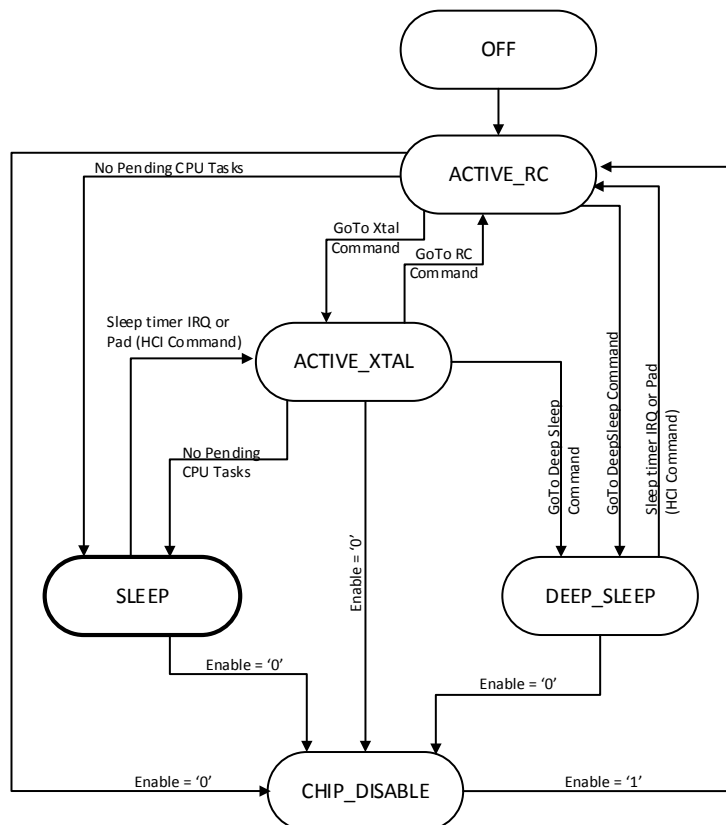 OFF
ACTIVE_RC
No Pending CPU Tasks
GoTo Xtal
Command
GoTo RC
Command
Sleep timer IRQ or
Pad (HCI Command)
ACTIVE_XTAL
No Pending
CPU Tasks
GoTo Deep Sleep
Command
GoTo DeepSleep Command
Sleep timer IRQ or Pad
(HCI Command)
Enable = ‘0’
SLEEP
DEEP_SLEEP
Enable = ‘0’
Enable = ‘0’
Enable = ‘0’
CHIP_DISABLE
Enable = ‘1’